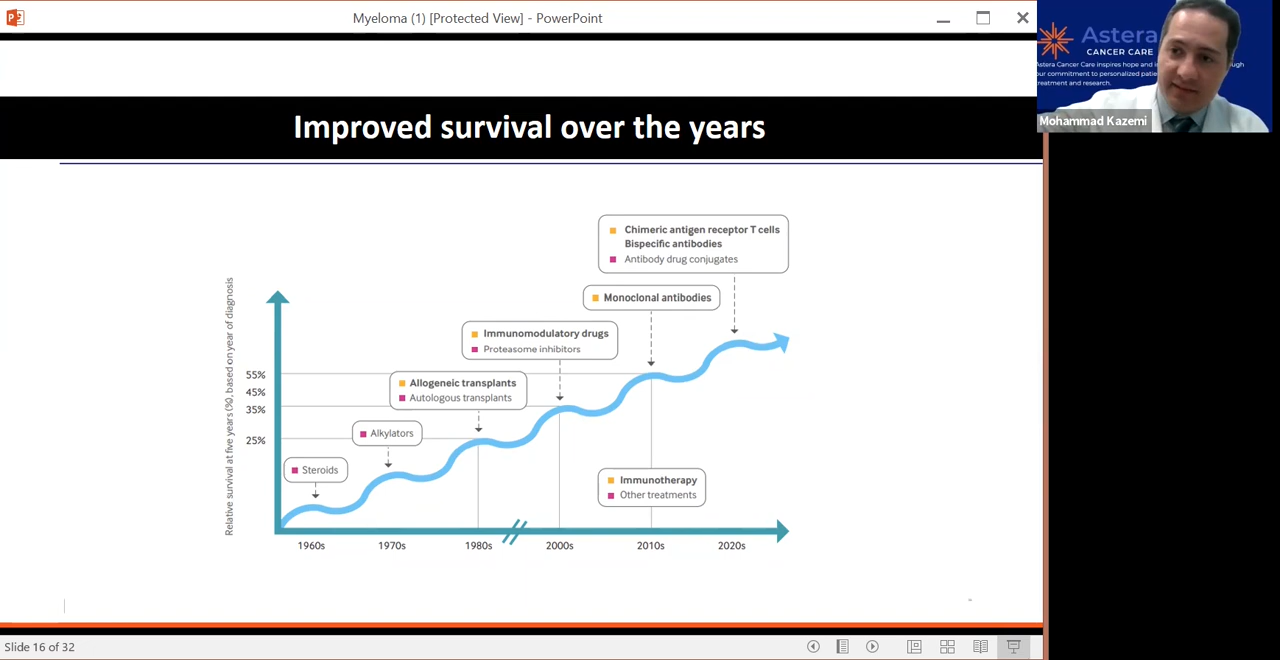 Myeloma (1) [Protected View] - PowerPoint
Astera
CANCER CARE
Astera Cancer Care inspires hope and
our commitment to personalized
treatment and research.
Mohammad Kazemi
Improved survival over the years
Relative survival at five years (%), based on year of diagnosis
Chimeric antigen receptor T cells
Bispecific antibodies
Antibody drug conjugates
Monoclonal antibodies
Immunomodulatory drugs
Proteasome inhibitors
Allogeneic transplants
Autologous transplants
Alkylators
Steroids
55%
45%
35%
25%
Immunotherapy
Other treatments
1960s
1970s
1980s
2000s
2010s
2020s
Slide 16 of 32